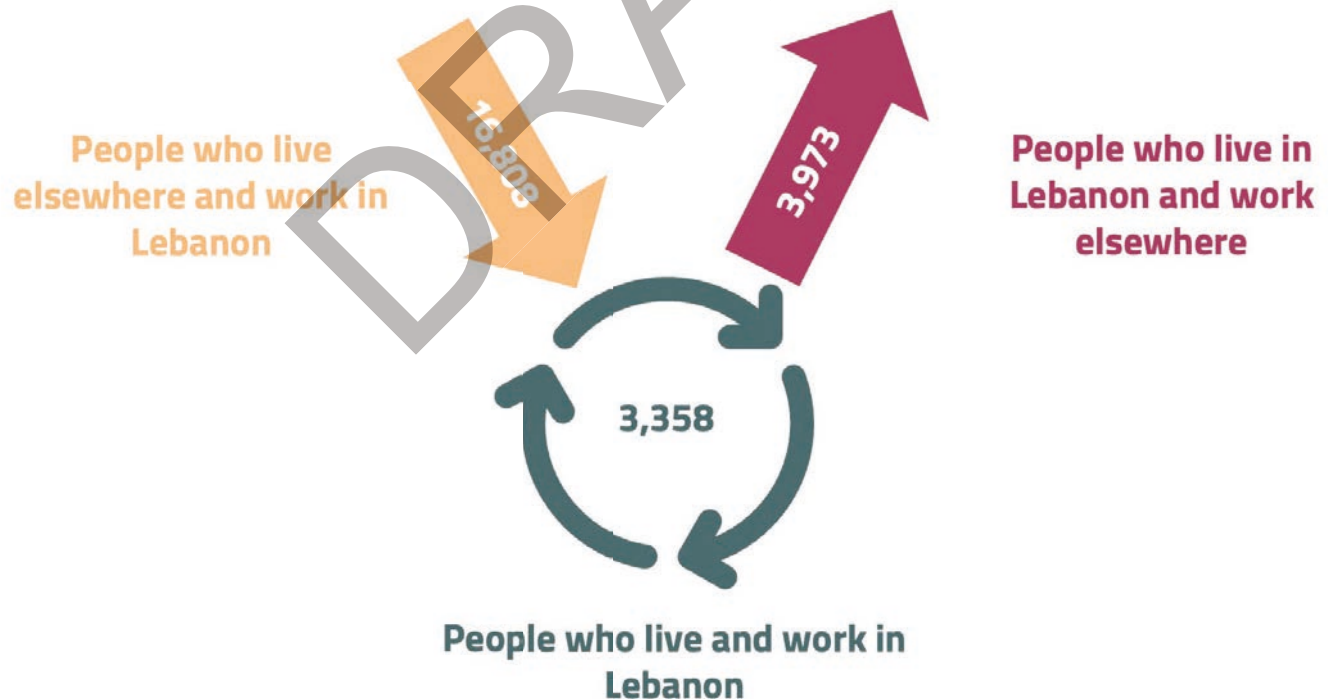 DRA
16,808
3,973
People who live
elsewhere and work in
Lebanon
People who live in
Lebanon and work
elsewhere
3,358
People who live and work in
Lebanon